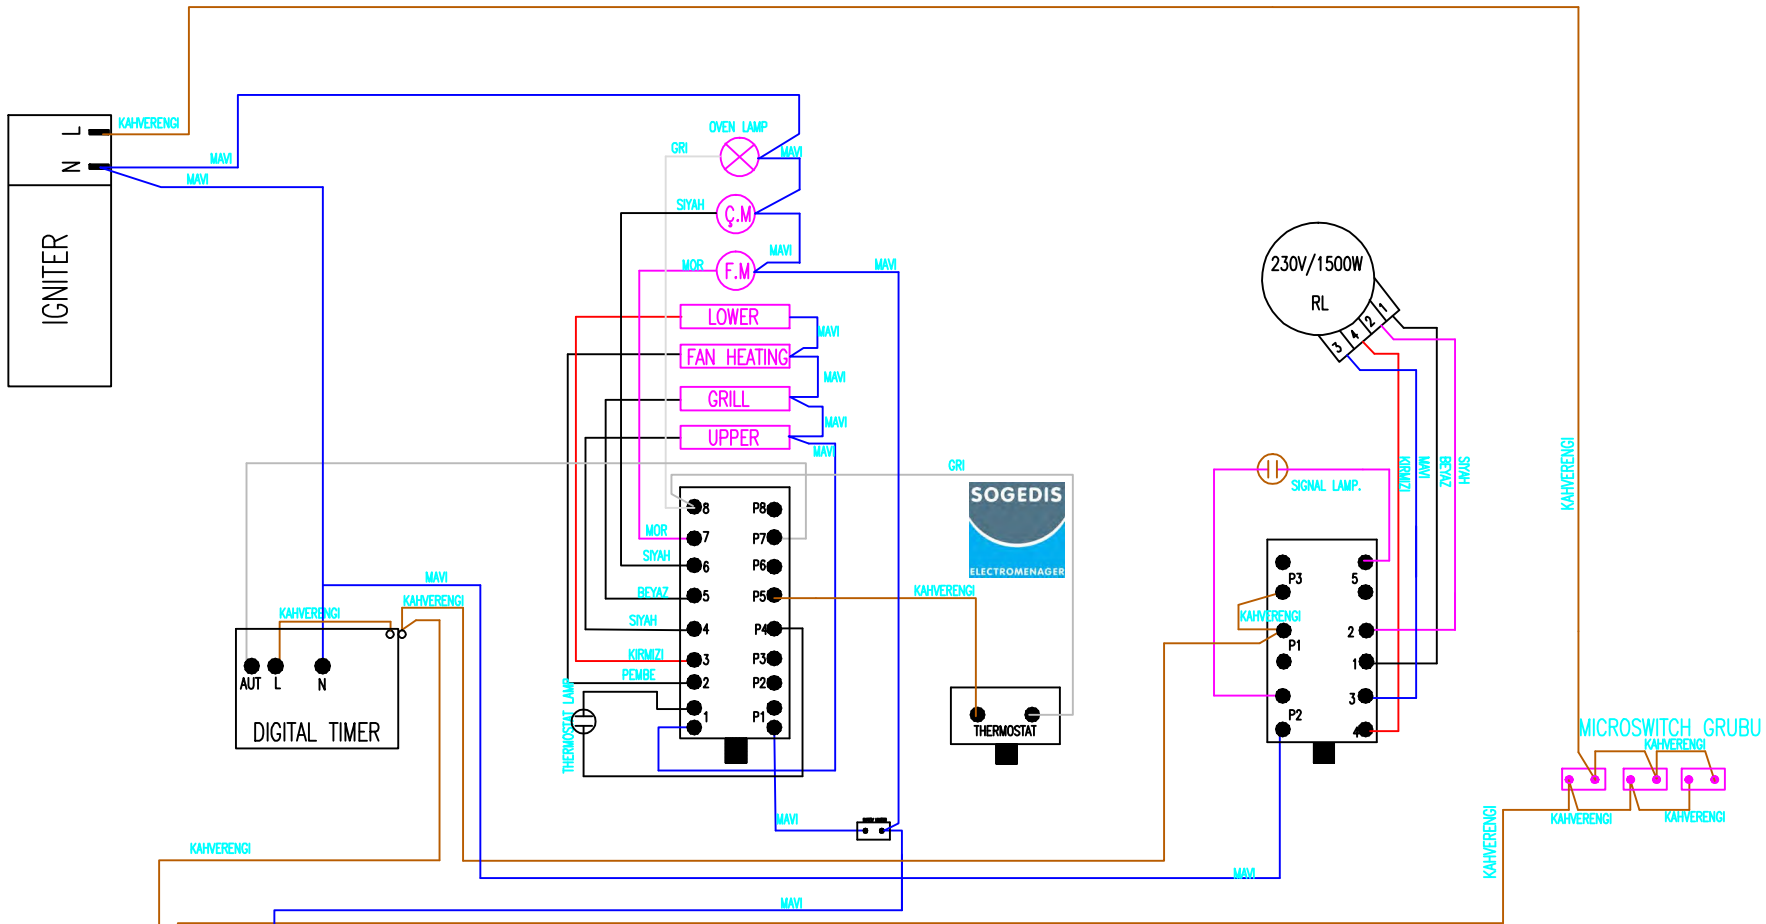 L
KAHVERENGI
N
MAVI
MAVI
IGNITER
OVEN LAMP
GRI
MAVI
SIYAH
Ç.M
MAVI
MOR
F.M
MAVI
LOWER
MAVI
FAN HEATING
MAVI
GRILL
MAVI
UPPER
MAVI
230V/1500W
RL
1
2
4
3
KIRMIZI
MAVI
BEYAZ
SIYAH
KAHVERENGI
GRI
SOGEDIS
ELECTROMENAGER
SIGNAL LAMP.
8
P8
MOR
7
P7
SIYAH
6
P6
BEYAZ
5
P5
KAHVERENGI
SIYAH
4
P4
KIRMIZI
3
P3
PEMBE
2
P2
1
P1
THERMOSTAT LAMP
THERMOSTAT
MAVI
KAHVERENGI
KAHVERENGI
AUT
L
N
DIGITAL TIMER
P3
5
KAHVERENGI
P1
2
1
3
P2
4
MICROSWITCH GRUBU
KAHVERENGI
KAHVERENGI
KAHVERENGI
KAHVERENGI
MAVI
KAHVERENGI
MAVI
MAVI